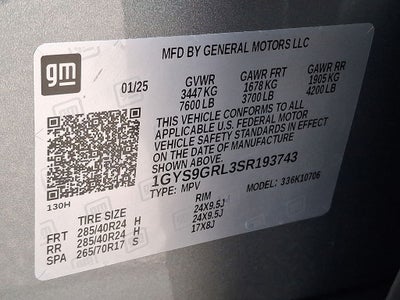 gm
MFD BY GENERAL MOTORS LLC
01/25 GVWR GAWR FRT GAWR RR
3447 KG 1678 KG 1905 KG
7600 LB 3700 LB 4200 LB
THIS VEHICLE CONFORMS TO ALL
APPLICABLE U.S. FEDERAL MOTOR
VEHICLE SAFETY STANDARDS IN EFFECT
ON THE DATE OF MANUFACTURE
SHOWN ABOVE.
1GYS9GRL3SR193743
TYPE: MPV MODEL: 336K10706
130H
TIRE SIZE RIM
FRT 285/40R24 H 24X9.5J
RR 285/40R24 H 24X9.5J
SPA 265/70R17 S 17X8J